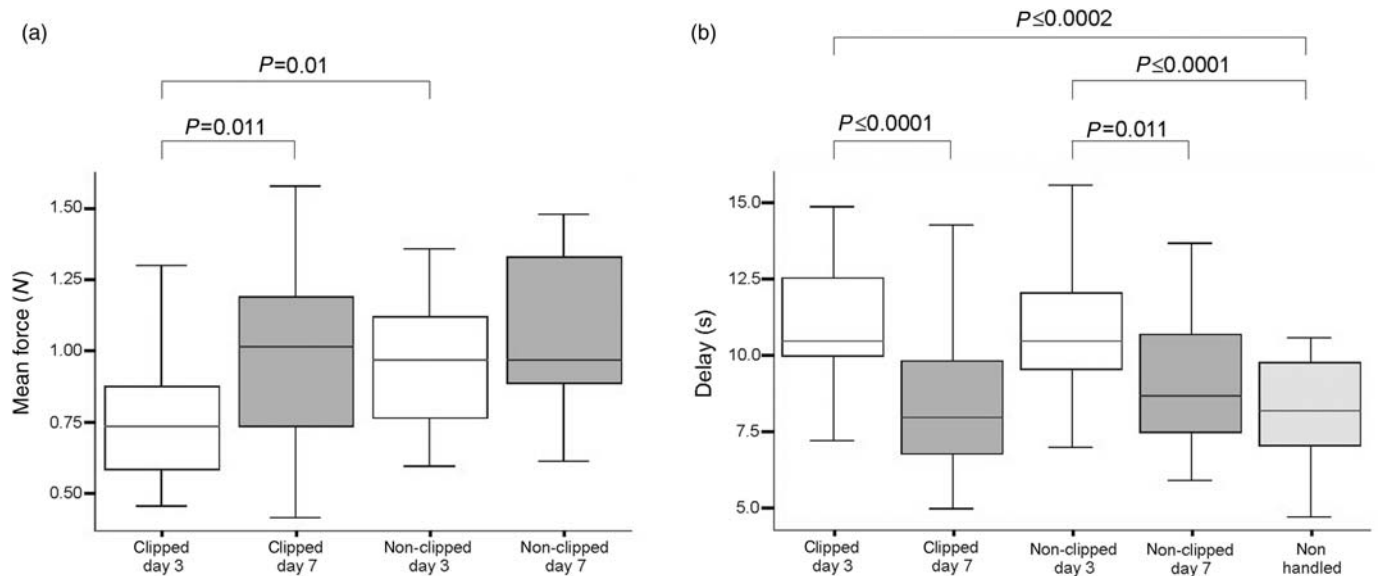 (a)
P=0.01
P=0.011
1.50
1.25
1.00
0.75
0.50
Mean force (N)
Clipped day 3
Clipped day 7
Non-clipped day 3
Non-clipped day 7
(b)
P≤0.0002
P≤0.0001
P≤0.0001
P=0.011
15.0
12.5
10.0
7.5
5.0
Delay (s)
Clipped day 3
Clipped day 7
Non-clipped day 3
Non-clipped day 7
Non handled